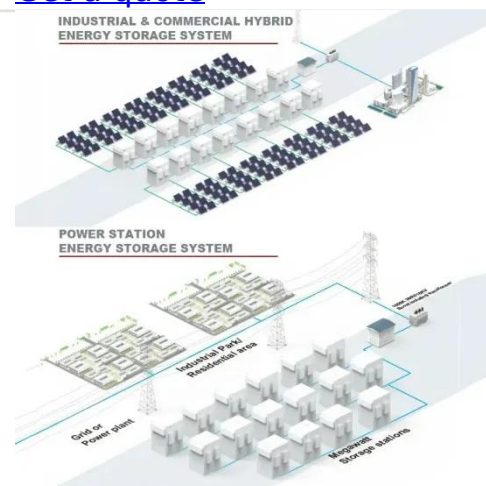 Get a quote
INDUSTRIAL & COMMERCIAL HYBRID
ENERGY STORAGE SYSTEM
POWER STATION
ENERGY STORAGE SYSTEM
Industrial Park/
Residential area
Grid or
Power plant
Megawatt
Storage stations